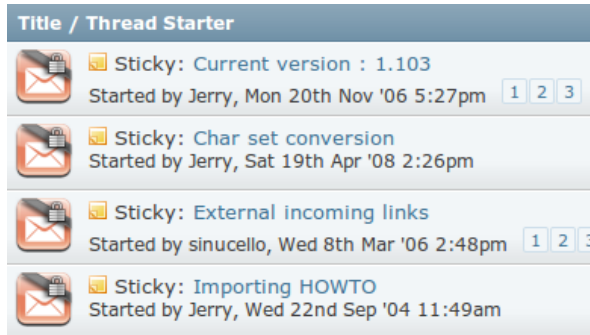 Title / Thread Starter
Sticky: Current version : 1.103
Started by Jerry, Mon 20th Nov '06 5:27pm 1 2 3
Sticky: Char set conversion
Started by Jerry, Sat 19th Apr '08 2:26pm
Sticky: External incoming links
Started by sinucello, Wed 8th Mar '06 2:48pm 1 2 3
Sticky: Importing HOWTO
Started by Jerry, Wed 22nd Sep '04 11:49am